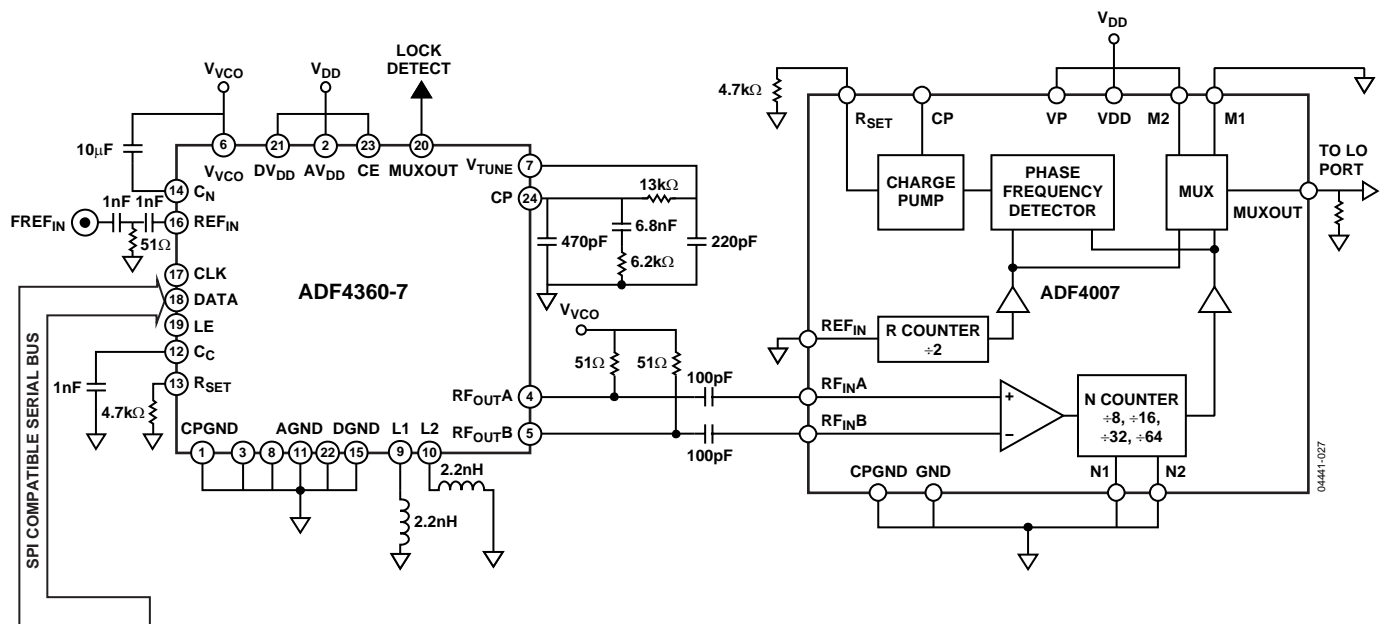 LOCK
DETECT
V_VCO
V_DD
10µF
6
21
2
23
20
V_VCO
DV_DD
AV_DD
CE
MUXOUT
14
C_N
1nF
1nF
FREF_IN
16
REF_IN
51Ω
17
CLK
18
DATA
19
LE
12
C_C
1nF
13
R_SET
4.7kΩ
ADF4360-7
SPI COMPATIBLE SERIAL BUS
CPGND
AGND
DGND
L1
L2
1
3
8
11
22
15
9
10
2.2nH
2.2nH
V_TUNE
7
CP
24
13kΩ
6.8nF
470pF
220pF
6.2kΩ
V_VCO
51Ω
51Ω
100pF
RF_OUTA
4
RF_OUTB
5
100pF
V_DD
4.7kΩ
R_SET
CP
VP
VDD
M2
M1
CHARGE
PUMP
PHASE
FREQUENCY
DETECTOR
MUX
MUXOUT
TO LO
PORT
ADF4007
REF_IN
R COUNTER
÷2
RF_INA
RF_INB
+
–
N COUNTER
÷8, ÷16,
÷32, ÷64
CPGND
GND
N1
N2
04441-027